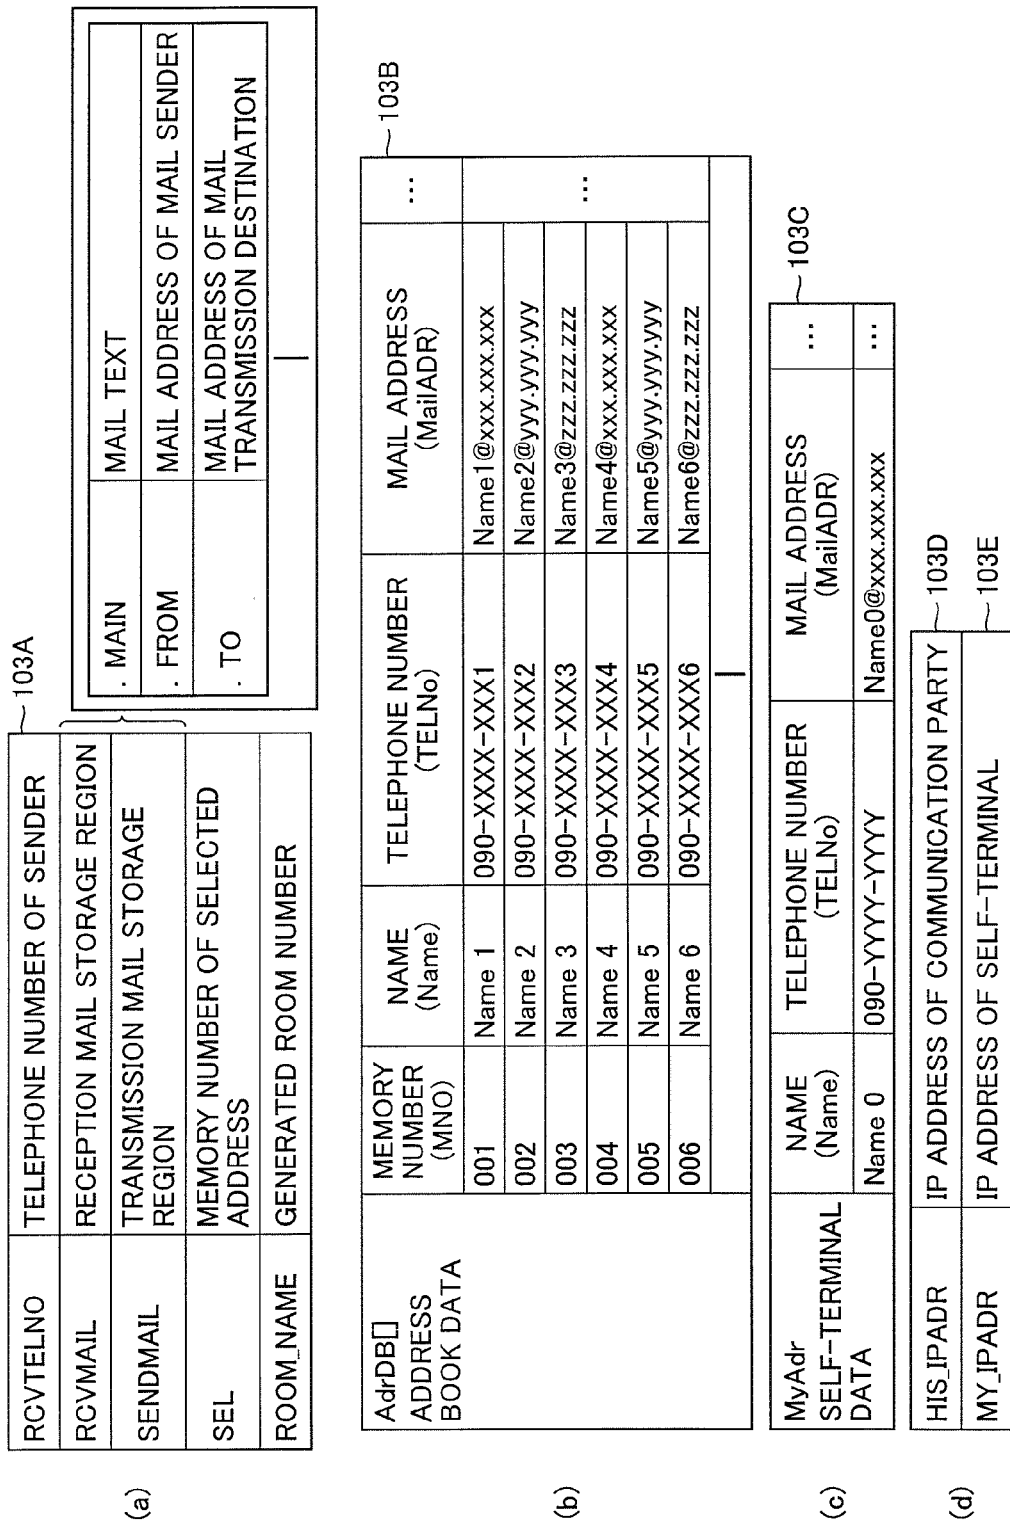 (a)
103A
RCVTELNO TELEPHONE NUMBER OF SENDER
RCVMAIL RECEPTION MAIL STORAGE REGION
SENDMAIL TRANSMISSION MAIL STORAGE
REGION
SEL MEMORY NUMBER OF SELECTED
ADDRESS
ROOM_NAME GENERATED ROOM NUMBER
. MAIN MAIL TEXT
. FROM MAIL ADDRESS OF MAIL SENDER
. TO MAIL ADDRESS OF MAIL
TRANSMISSION DESTINATION
(b)
103B
AdrDB[]
ADDRESS
BOOK DATA
MEMORY
NUMBER
(MNO)
NAME
(Name)
TELEPHONE NUMBER
(TELNo)
MAIL ADDRESS
(MailADR)
...
001 Name 1 090-XXXX-XXX1 Name1@xxx.xxx.xxx
002 Name 2 090-XXXX-XXX2 Name2@yyy.yyy.yyy
003 Name 3 090-XXXX-XXX3 Name3@zzz.zzz.zzz
004 Name 4 090-XXXX-XXX4 Name4@xxx.xxx.xxx
005 Name 5 090-XXXX-XXX5 Name5@yyy.yyy.yyy
006 Name 6 090-XXXX-XXX6 Name6@zzz.zzz.zzz
...
(c)
103C
MyAdr
SELF-TERMINAL
DATA
NAME
(Name)
TELEPHONE NUMBER
(TELNo)
MAIL ADDRESS
(MailADR)
...
Name 0 090-YYYY-YYYY Name0@xxx.xxx.xxx ...
(d)
HIS_IPADR IP ADDRESS OF COMMUNICATION PARTY 103D
MY_IPADR IP ADDRESS OF SELF-TERMINAL 103E